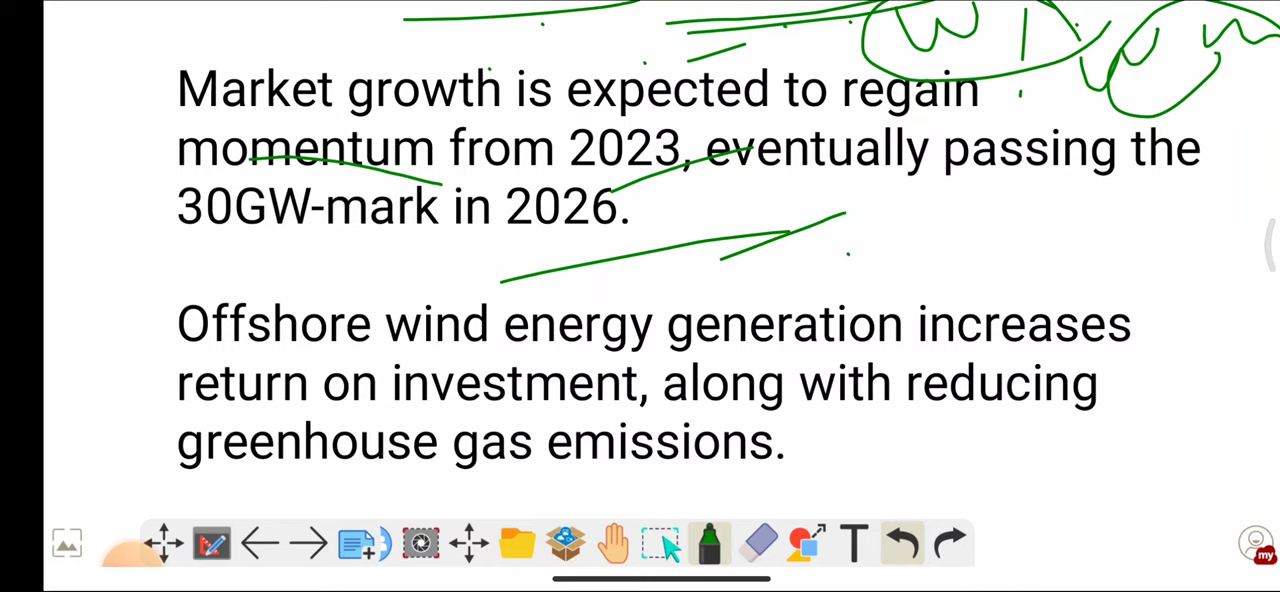 Market growth is expected to regain
momentum from 2023, eventually passing the
30GW-mark in 2026.
Offshore wind energy generation increases
return on investment, along with reducing
greenhouse gas emissions.
T
my